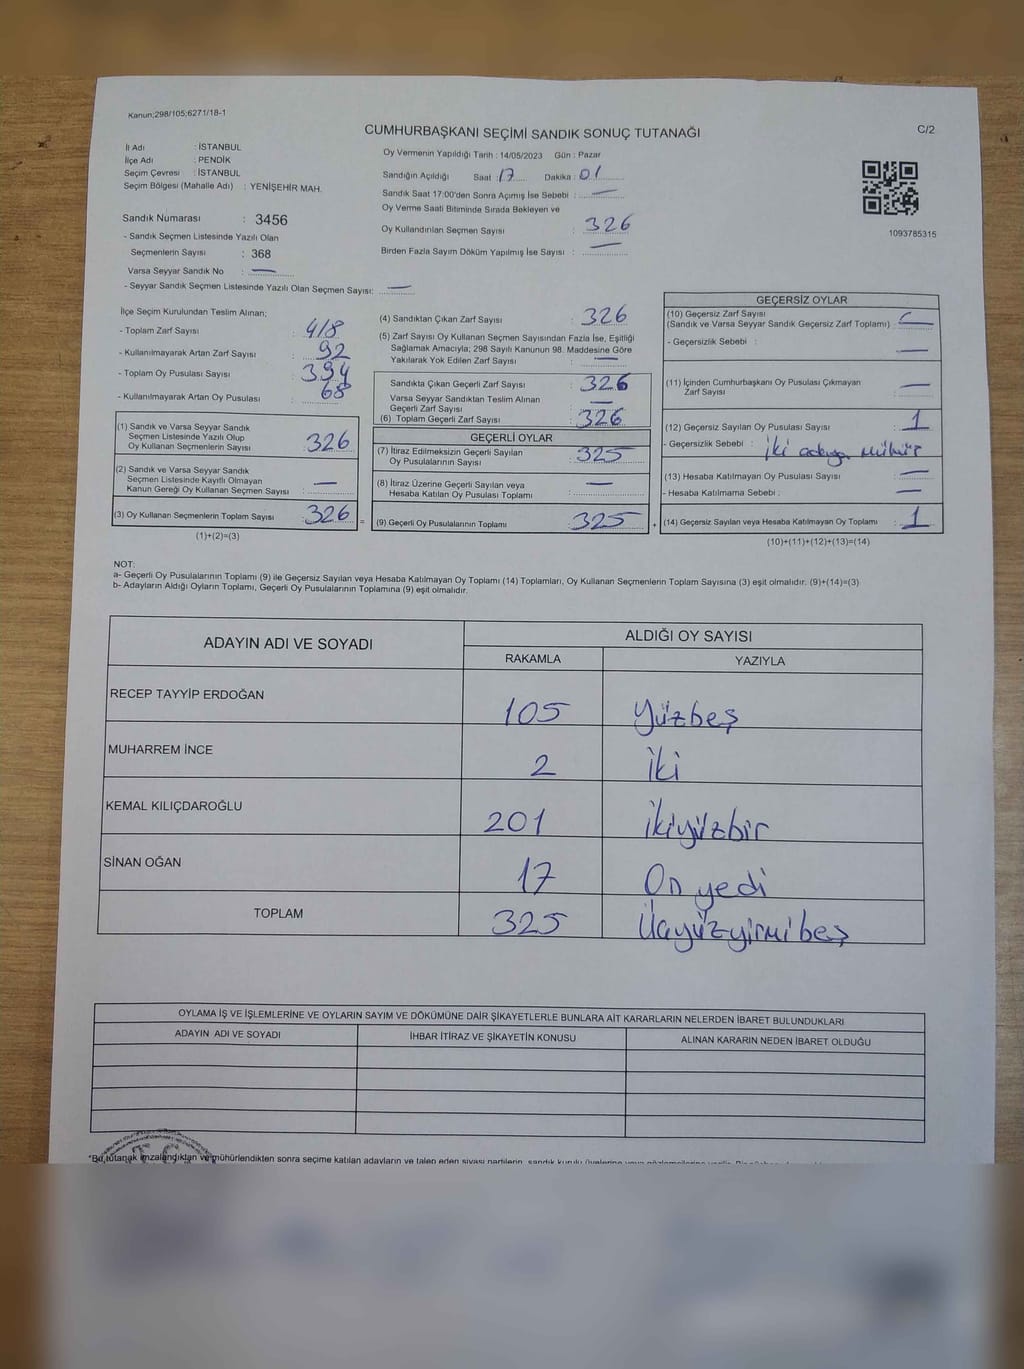 Kanun;298/105;6271/18-1
CUMHURBAŞKANI SEÇİMİ SANDIK SONUÇ TUTANAĞI
C/2
İl Adı : İSTANBUL
İlçe Adı : PENDİK
Seçim Çevresi : İSTANBUL
Seçim Bölgesi (Mahalle Adı) : YENİŞEHİR MAH.
Sandık Numarası : 3456
- Sandık Seçmen Listesinde Yazılı Olan
Seçmenlerin Sayısı : 368
Varsa Seyyar Sandık No : —
- Seyyar Sandık Seçmen Listesinde Yazılı Olan Seçmen Sayısı: —
Oy Vermenin Yapıldığı Tarih : 14/05/2023 Gün : Pazar
Sandığın Açıldığı Saat : 17 Dakika : 01
Sandık Saat 17:00'den Sonra Açımış İse Sebebi : —
Oy Verme Saati Bitiminde Sırada Bekleyen ve
Oy Kullandırılan Seçmen Sayısı : 326
Birden Fazla Sayım Döküm Yapılmış İse Sayısı : —
1093785315
İlçe Seçim Kurulundan Teslim Alınan;
- Toplam Zarf Sayısı : 418
- Kullanılmayarak Artan Zarf Sayısı : 92
- Toplam Oy Pusulası Sayısı : 394
- Kullanılmayarak Artan Oy Pusulası : 68
(1) Sandık ve Varsa Seyyar Sandık
Seçmen Listesinde Yazılı Olup
Oy Kullanan Seçmenlerin Sayısı : 326
(2) Sandık ve Varsa Seyyar Sandık
Seçmen Listesinde Kayıtlı Olmayan
Kanun Gereği Oy Kullanan Seçmen Sayısı : —
(3) Oy Kullanan Seçmenlerin Toplam Sayısı : 326 =
(1)+(2)=(3)
(4) Sandıktan Çıkan Zarf Sayısı : 326
(5) Zarf Sayısı Oy Kullanan Seçmen Sayısından Fazla İse, Eşitliği
Sağlamak Amacıyla; 298 Sayılı Kanunun 98. Maddesine Göre
Yakılarak Yok Edilen Zarf Sayısı : —
Sandıkta Çıkan Geçerli Zarf Sayısı : 326
Varsa Seyyar Sandıktan Teslim Alınan
Geçerli Zarf Sayısı : —
(6) Toplam Geçerli Zarf Sayısı : 326
GEÇERLİ OYLAR
(7) İtiraz Edilmeksizin Geçerli Sayılan
Oy Pusulalarının Sayısı : 325
(8) İtiraz Üzerine Geçerli Sayılan veya
Hesaba Katılan Oy Pusulası Toplamı : —
(9) Geçerli Oy Pusulalarının Toplamı : 325 +
GEÇERSİZ OYLAR
(10) Geçersiz Zarf Sayısı
(Sandık ve Varsa Seyyar Sandık Geçersiz Zarf Toplamı) : —
- Geçersizlik Sebebi : —
(11) İçinden Cumhurbaşkanı Oy Pusulası Çıkmayan
Zarf Sayısı : —
(12) Geçersiz Sayılan Oy Pusulası Sayısı : 1
- Geçersizlik Sebebi : iki adaya mühür
(13) Hesaba Katılmayan Oy Pusulası Sayısı : —
- Hesaba Katılmama Sebebi : —
(14) Geçersiz Sayılan veya Hesaba Katılmayan Oy Toplamı : 1
(10)+(11)+(12)+(13)=(14)
NOT:
a- Geçerli Oy Pusulalarının Toplamı (9) ile Geçersiz Sayılan veya Hesaba Katılmayan Oy Toplamı (14) Toplamları, Oy Kullanan Seçmenlerin Toplam Sayısına (3) eşit olmalıdır. (9)+(14)=(3)
b- Adayların Aldığı Oyların Toplamı, Geçerli Oy Pusulalarının Toplamına (9) eşit olmalıdır.
ADAYIN ADI VE SOYADI ALDIĞI OY SAYISI
RAKAMLA YAZIYLA
RECEP TAYYİP ERDOĞAN 105 Yüzbeş
MUHARREM İNCE 2 iki
KEMAL KILIÇDAROĞLU 201 ikiyüzbir
SİNAN OĞAN 17 On yedi
TOPLAM 325 Üçyüzyirmi beş
OYLAMA İŞ VE İŞLEMLERİNE VE OYLARIN SAYIM VE DÖKÜMÜNE DAİR ŞİKAYETLERLE BUNLARA AİT KARARLARIN NELERDEN İBARET BULUNDUKLARI
ADAYIN ADI VE SOYADI İHBAR İTİRAZ VE ŞİKAYETİN KONUSU ALINAN KARARIN NEDEN İBARET OLDUĞU
*Bu tutanak imzalandıktan ve mühürlendikten sonra seçime katılan adayların ve talep eden siyasi partilerin, sandık kurulu